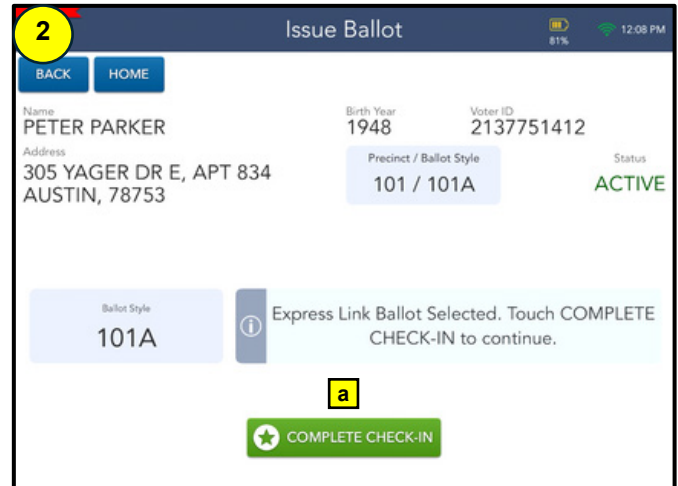 2
Issue Ballot
81%
12:08 PM
BACK
HOME
Name
PETER PARKER
Birth Year
1948
Voter ID
2137751412
Address
305 YAGER DR E, APT 834
AUSTIN, 78753
Precinct / Ballot Style
101 / 101A
Status
ACTIVE
Ballot Style
101A
Express Link Ballot Selected. Touch COMPLETE
CHECK-IN to continue.
a
COMPLETE CHECK-IN